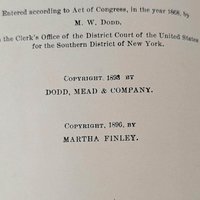 Entered according to Act of Congress, in the year 1868, by
M. W. DODD,
the Clerk's Office of the District Court of the United States
for the Southern District of New York.
COPYRIGHT, 1893 BY
DODD, MEAD & COMPANY.
COPYRIGHT, 1896, BY
MARTHA FINLEY.